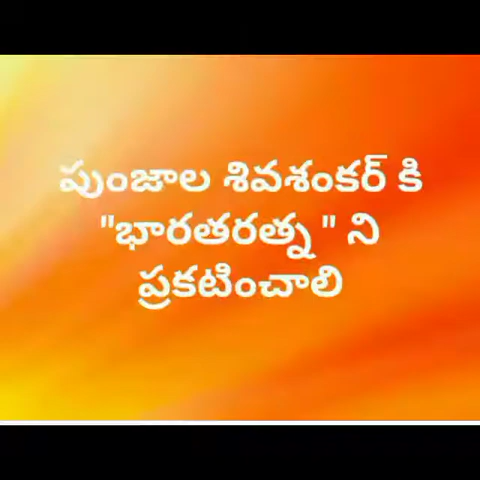 పుంజాల శివశంకర్ కి
"భారతరత్న " ని
ప్రకటించాలి